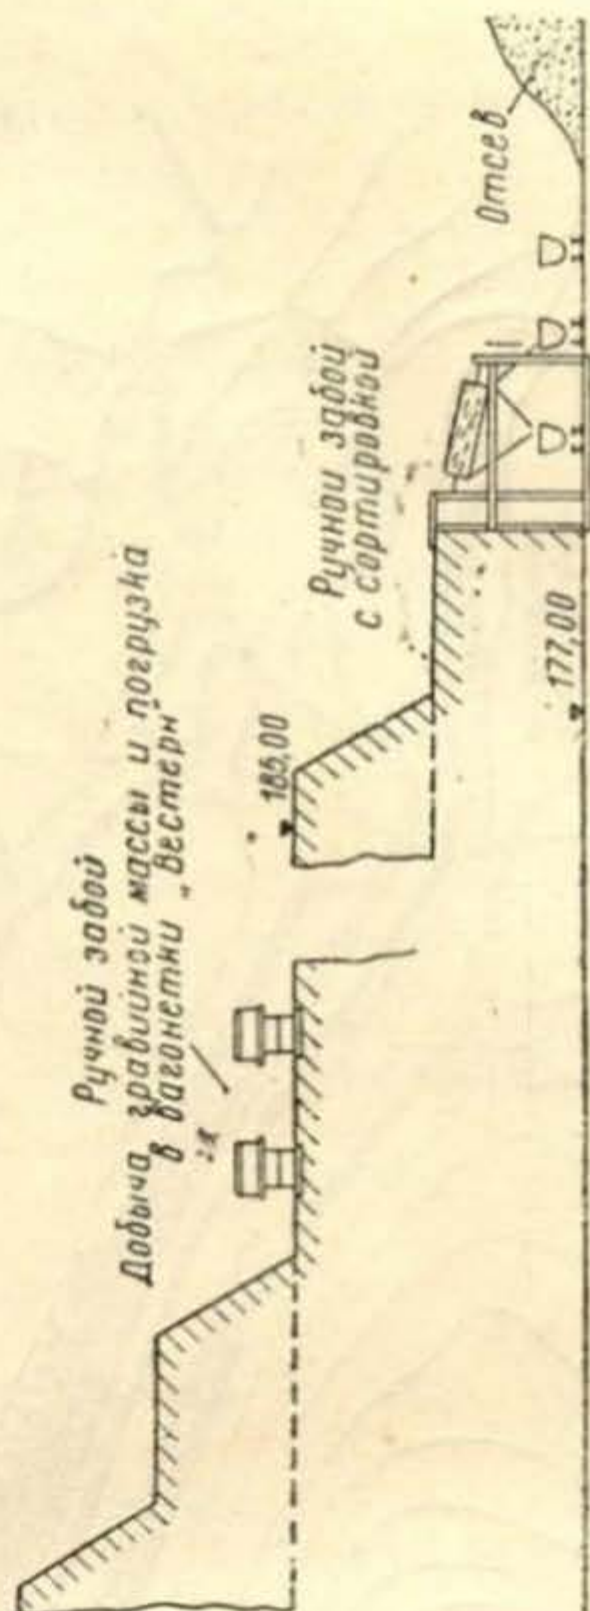 Ручной забой
Добыча гравийной массы и погрузка
в вагонетки „Вестерн"
185,00
Ручной забой
с сортировкой
177,00
Отсев